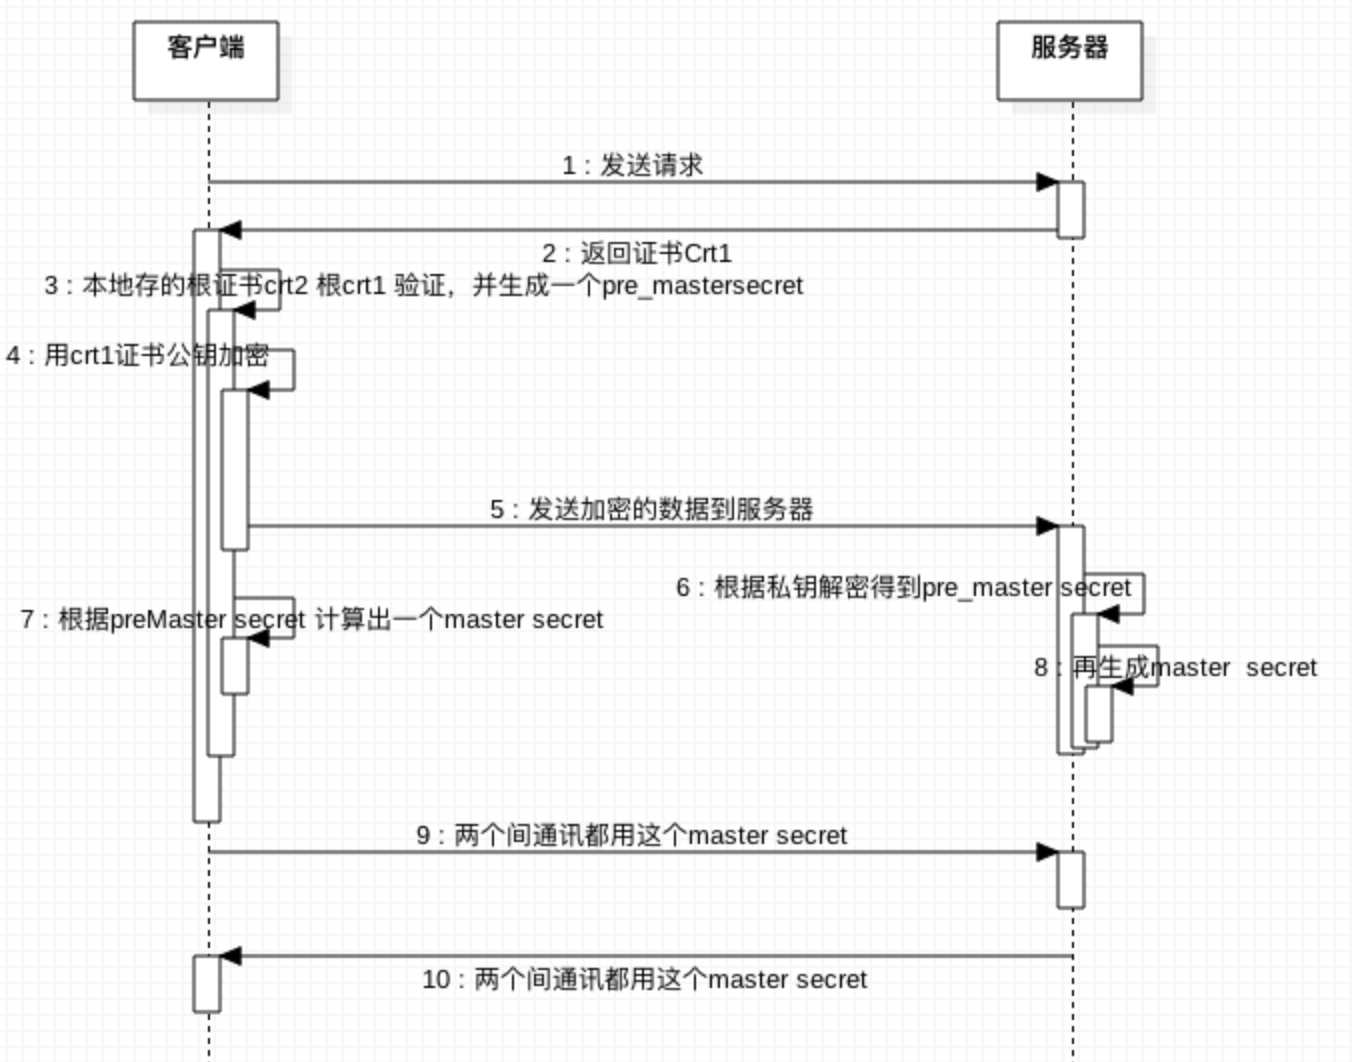 客户端
服务器
1 : 发送请求
2 : 返回证书Crt1
3 : 本地存的根证书crt2 根crt1 验证，并生成一个pre_mastersecret
4 : 用crt1证书公钥加密
5 : 发送加密的数据到服务器
6 : 根据私钥解密得到pre_master secret
7 : 根据preMaster secret 计算出一个master secret
8 : 再生成master  secret
9 : 两个间通讯都用这个master secret
10 : 两个间通讯都用这个master secret